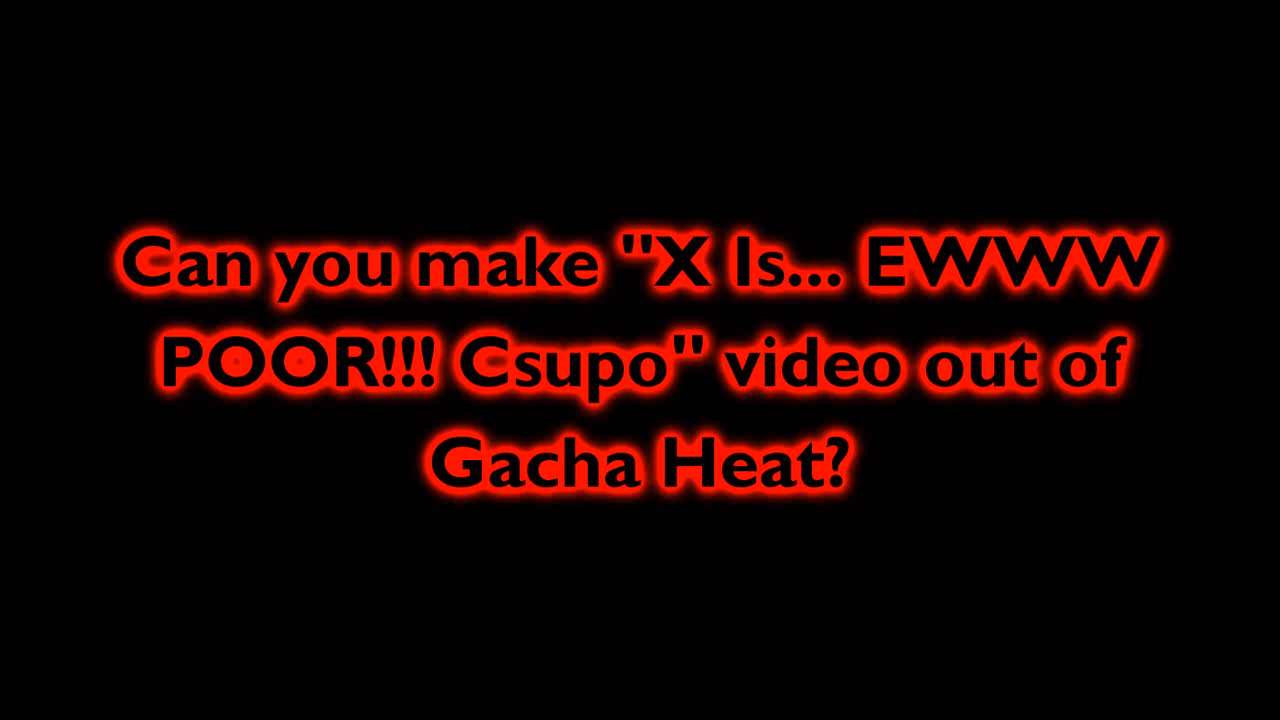 Can you make "X Is... EWWW
POOR!!! Csupo" video out of
Gacha Heat?